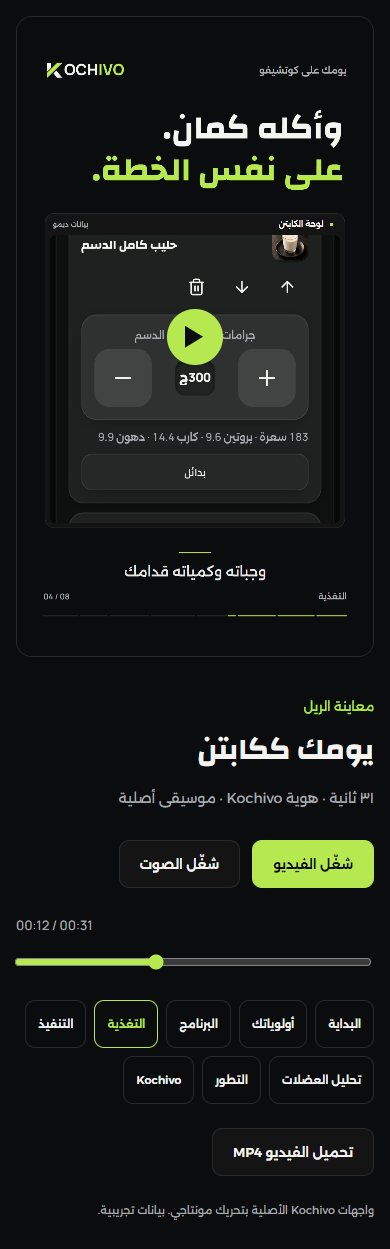 يومك على كوتشيفو
KOCHIVO
وأكله كمان.
على نفس الخطة.
لوحة الكابتن
بيانات ديمو
حليب كامل الدسم
جرامات
الدسم
300ج
183 سعرة · بروتين 9.6 · كارب 14.4 · دهون 9.9
بدائل
وجباته وكمياته قدامك
التغذية
04 / 08
معاينة الريل
يومك ككابتن
٣١ ثانية · هوية Kochivo · موسيقى أصلية
شغّل الفيديو
شغّل الصوت
00:12 / 00:31
البداية
أولوياتك
البرنامج
التغذية
التنفيذ
تحليل العضلات
التطور
Kochivo
تحميل الفيديو MP4
واجهات Kochivo الأصلية بتحريك مونتاجي. بيانات تجريبية.